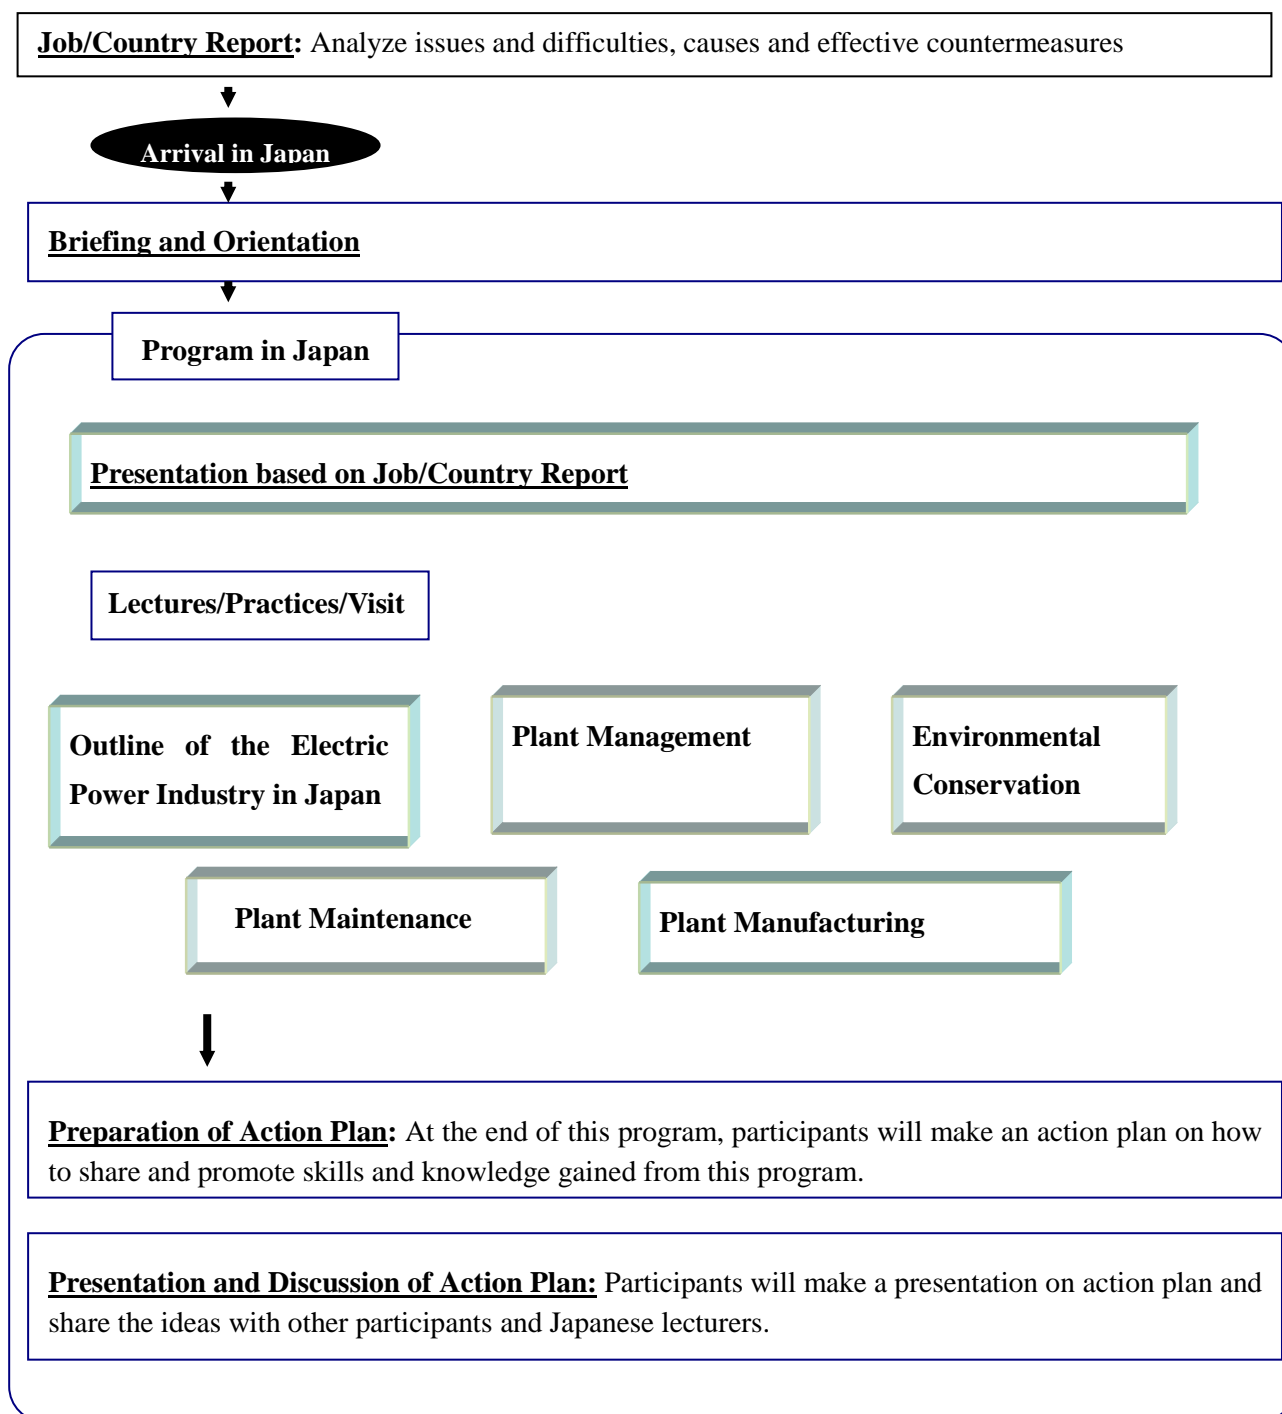 Job/Country Report: Analyze issues and difficulties, causes and effective countermeasures
Arrival in Japan
Briefing and Orientation
Program in Japan
Presentation based on Job/Country Report
Lectures/Practices/Visit
Outline of the Electric
Power Industry in Japan
Plant Management
Environmental
Conservation
Plant Maintenance
Plant Manufacturing
Preparation of Action Plan: At the end of this program, participants will make an action plan on how
to share and promote skills and knowledge gained from this program.
Presentation and Discussion of Action Plan: Participants will make a presentation on action plan and
share the ideas with other participants and Japanese lecturers.